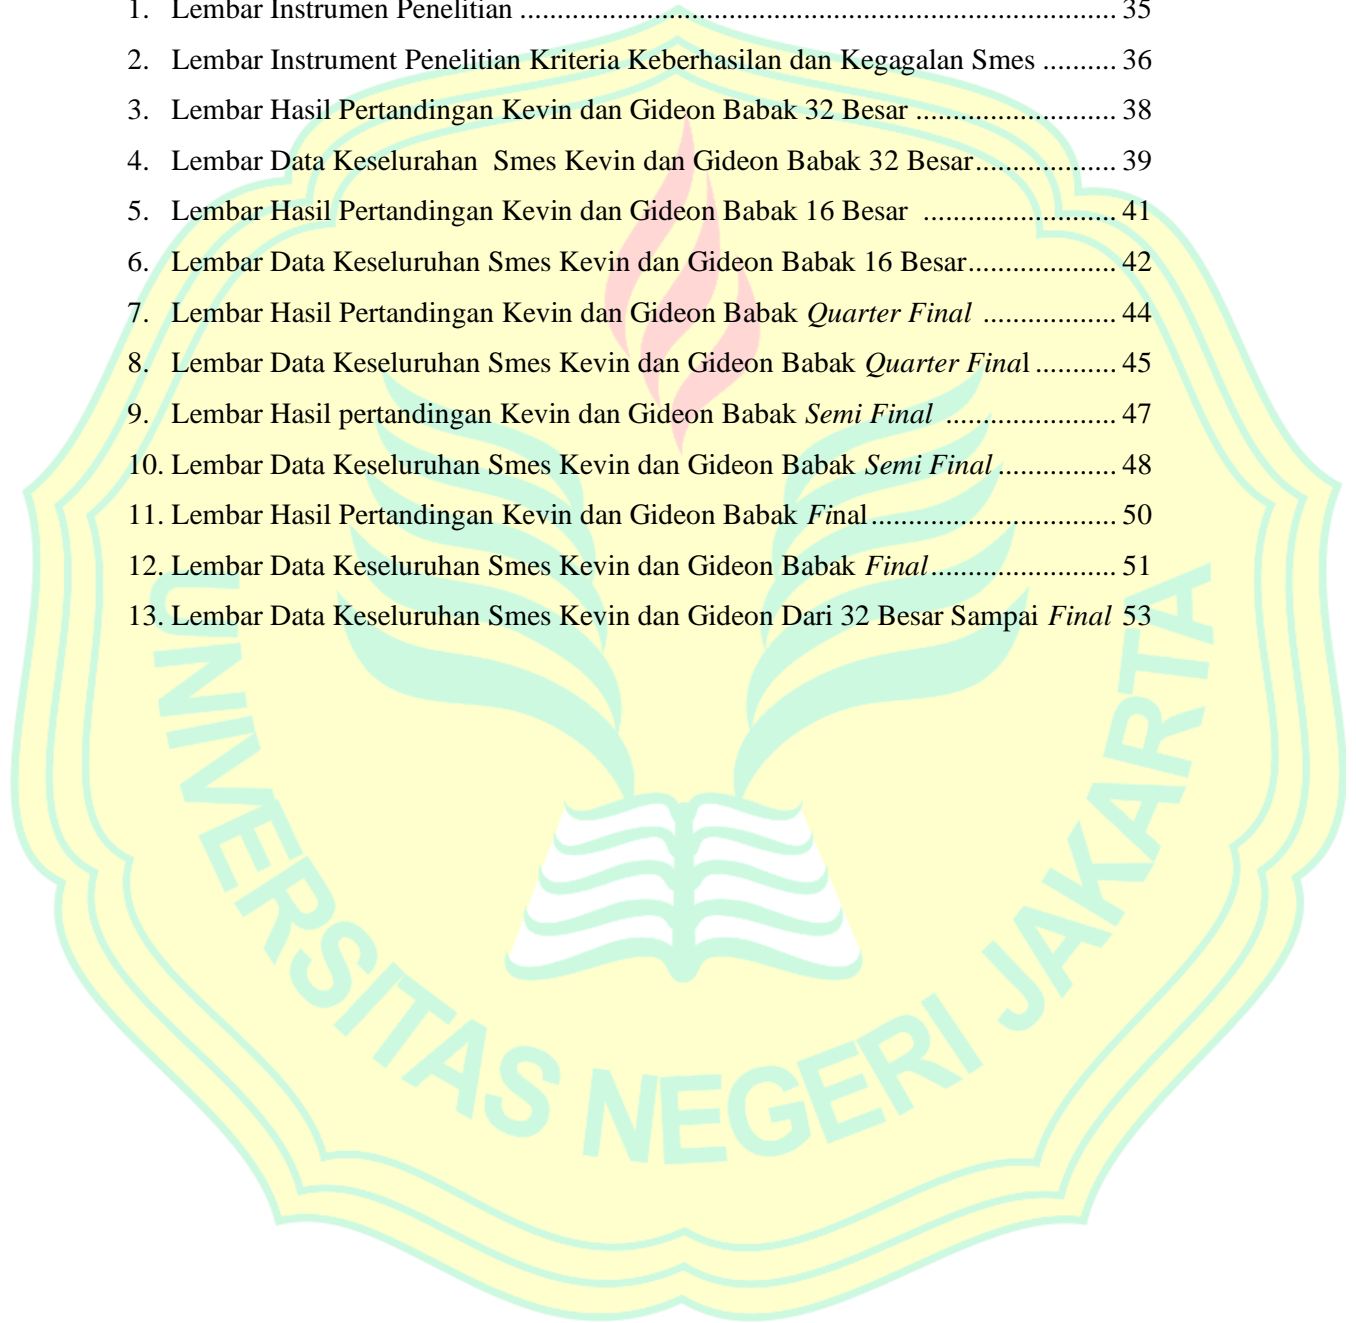 1. Lembar Instrumen Penelitian ................................................................................ 35
2. Lembar Instrument Penelitian Kriteria Keberhasilan dan Kegagalan Smes .......... 36
3. Lembar Hasil Pertandingan Kevin dan Gideon Babak 32 Besar ........................... 38
4. Lembar Data Keselurahan Smes Kevin dan Gideon Babak 32 Besar................... 39
5. Lembar Hasil Pertandingan Kevin dan Gideon Babak 16 Besar .......................... 41
6. Lembar Data Keseluruhan Smes Kevin dan Gideon Babak 16 Besar.................... 42
7. Lembar Hasil Pertandingan Kevin dan Gideon Babak Quarter Final .................. 44
8. Lembar Data Keseluruhan Smes Kevin dan Gideon Babak Quarter Final ........... 45
9. Lembar Hasil pertandingan Kevin dan Gideon Babak Semi Final ....................... 47
10. Lembar Data Keseluruhan Smes Kevin dan Gideon Babak Semi Final ................ 48
11. Lembar Hasil Pertandingan Kevin dan Gideon Babak Final................................. 50
12. Lembar Data Keseluruhan Smes Kevin dan Gideon Babak Final......................... 51
13. Lembar Data Keseluruhan Smes Kevin dan Gideon Dari 32 Besar Sampai Final 53
UNIVERSITAS NEGERI JAKARTA